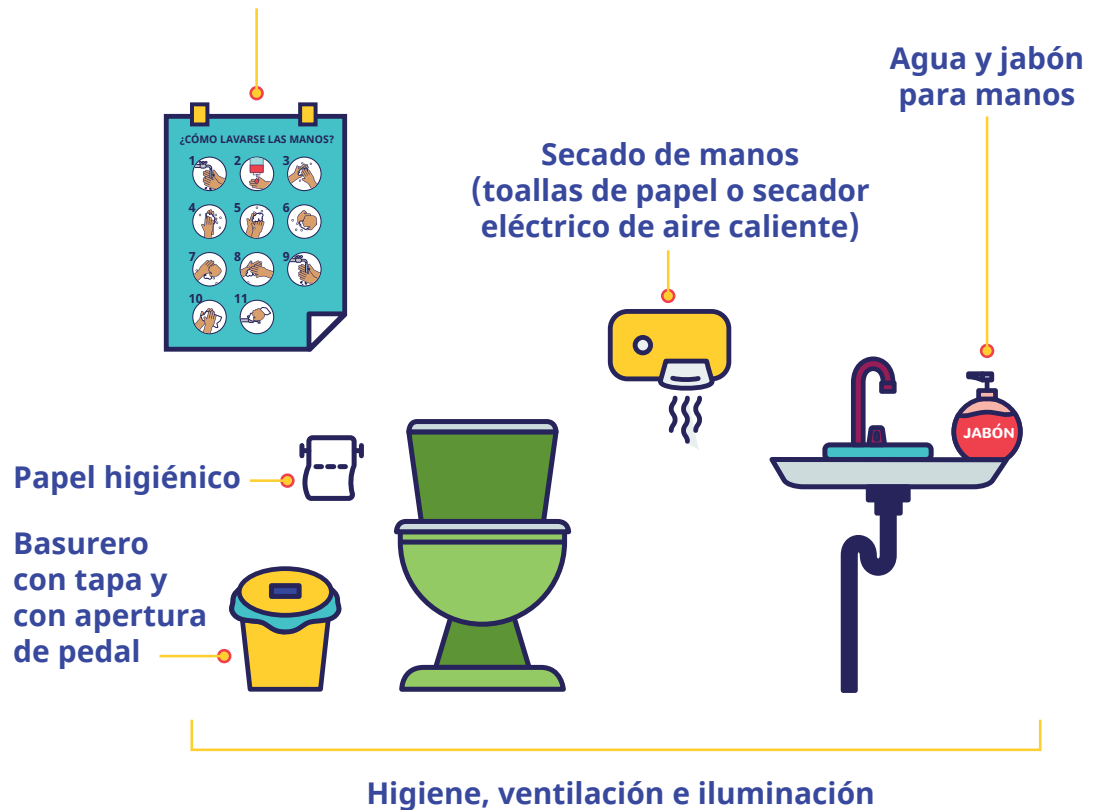 Agua y jabón
para manos
¿CÓMO LAVARSE LAS MANOS?
1 2 3
4 5 6
7 8 9
10 11
Secado de manos
(toallas de papel o secador
eléctrico de aire caliente)
JABÓN
Papel higiénico
Basurero
con tapa y
con apertura
de pedal
Higiene, ventilación e iluminación